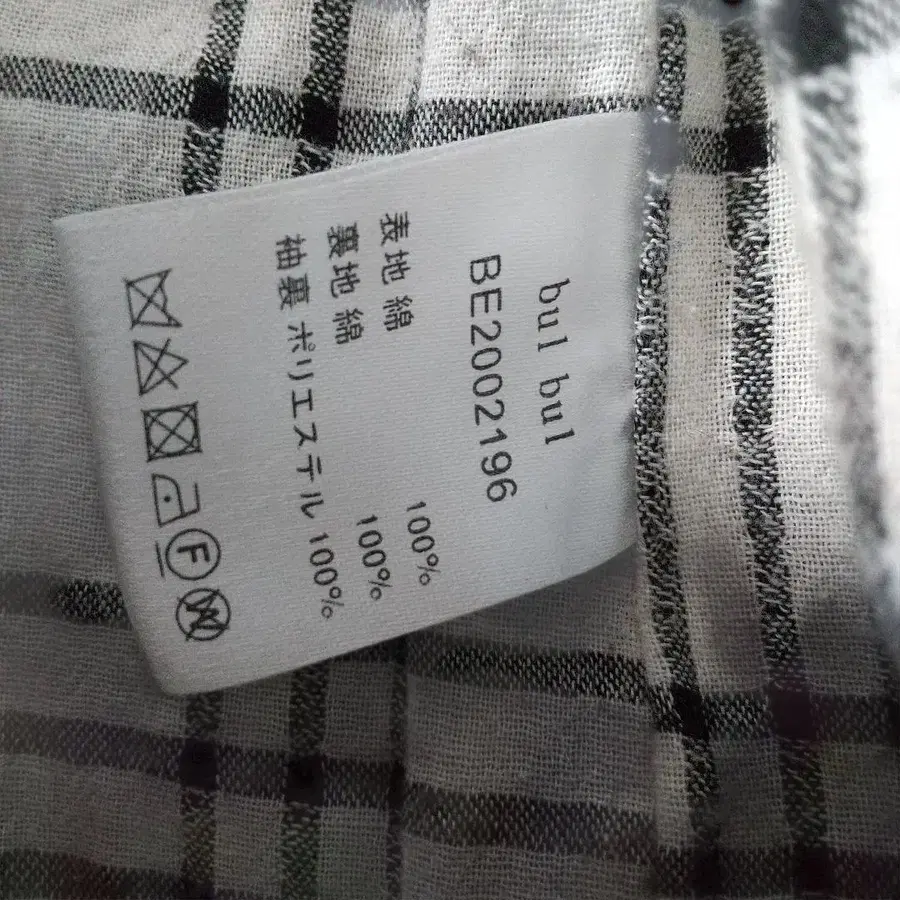 bul bul
BE2002196
表地 綿 100%
裏地 綿 100%
袖裏 ポリエステル 100%
F W